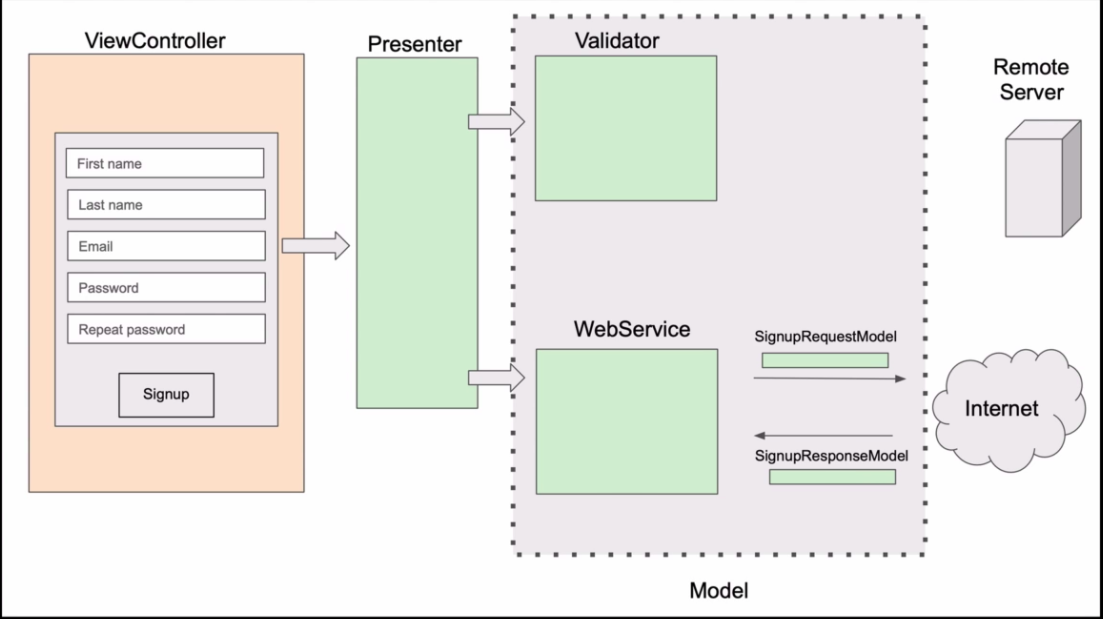 ViewController
Presenter
Validator
Remote
Server
First name
Last name
Email
Password
Repeat password
Signup
WebService
SignupRequestModel
Internet
SignupResponseModel
Model